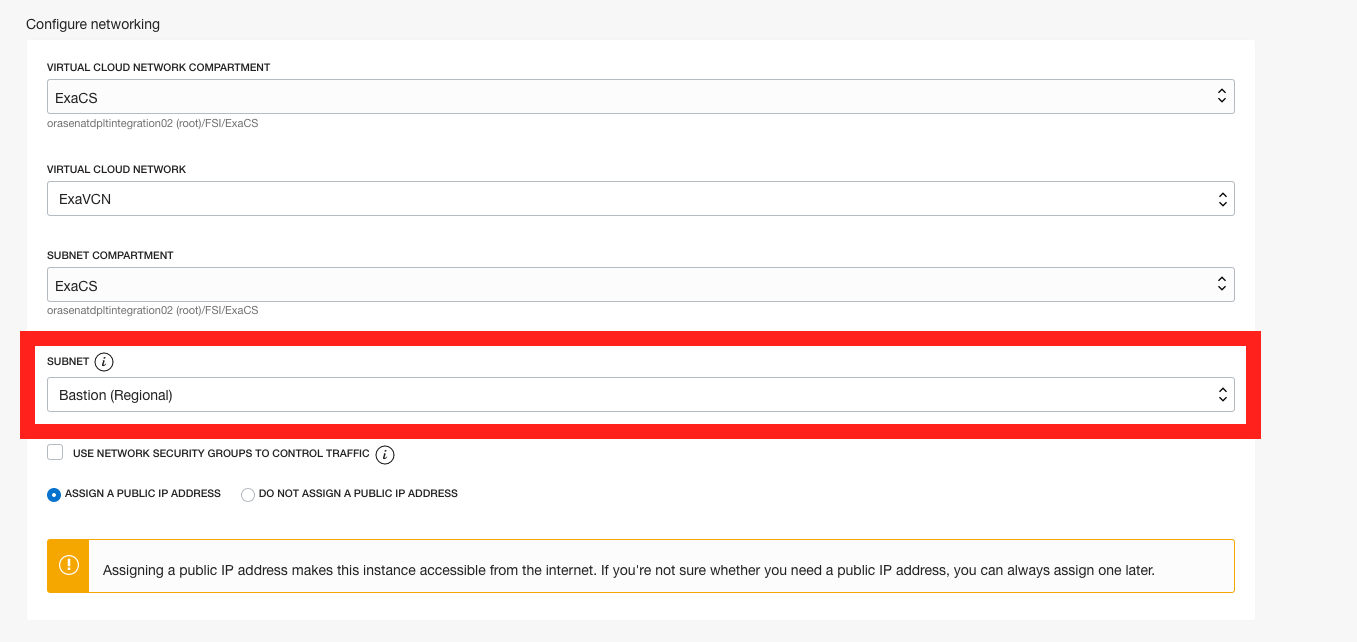 Configure networking
VIRTUAL CLOUD NETWORK COMPARTMENT
ExaCS
orasenatdpltintegration02 (root)/FSI/ExaCS
VIRTUAL CLOUD NETWORK
ExaVCN
SUBNET COMPARTMENT
ExaCS
orasenatdpltintegration02 (root)/FSI/ExaCS
SUBNET i
Bastion (Regional)
USE NETWORK SECURITY GROUPS TO CONTROL TRAFFIC i
ASSIGN A PUBLIC IP ADDRESS DO NOT ASSIGN A PUBLIC IP ADDRESS
! Assigning a public IP address makes this instance accessible from the internet. If you're not sure whether you need a public IP address, you can always assign one later.